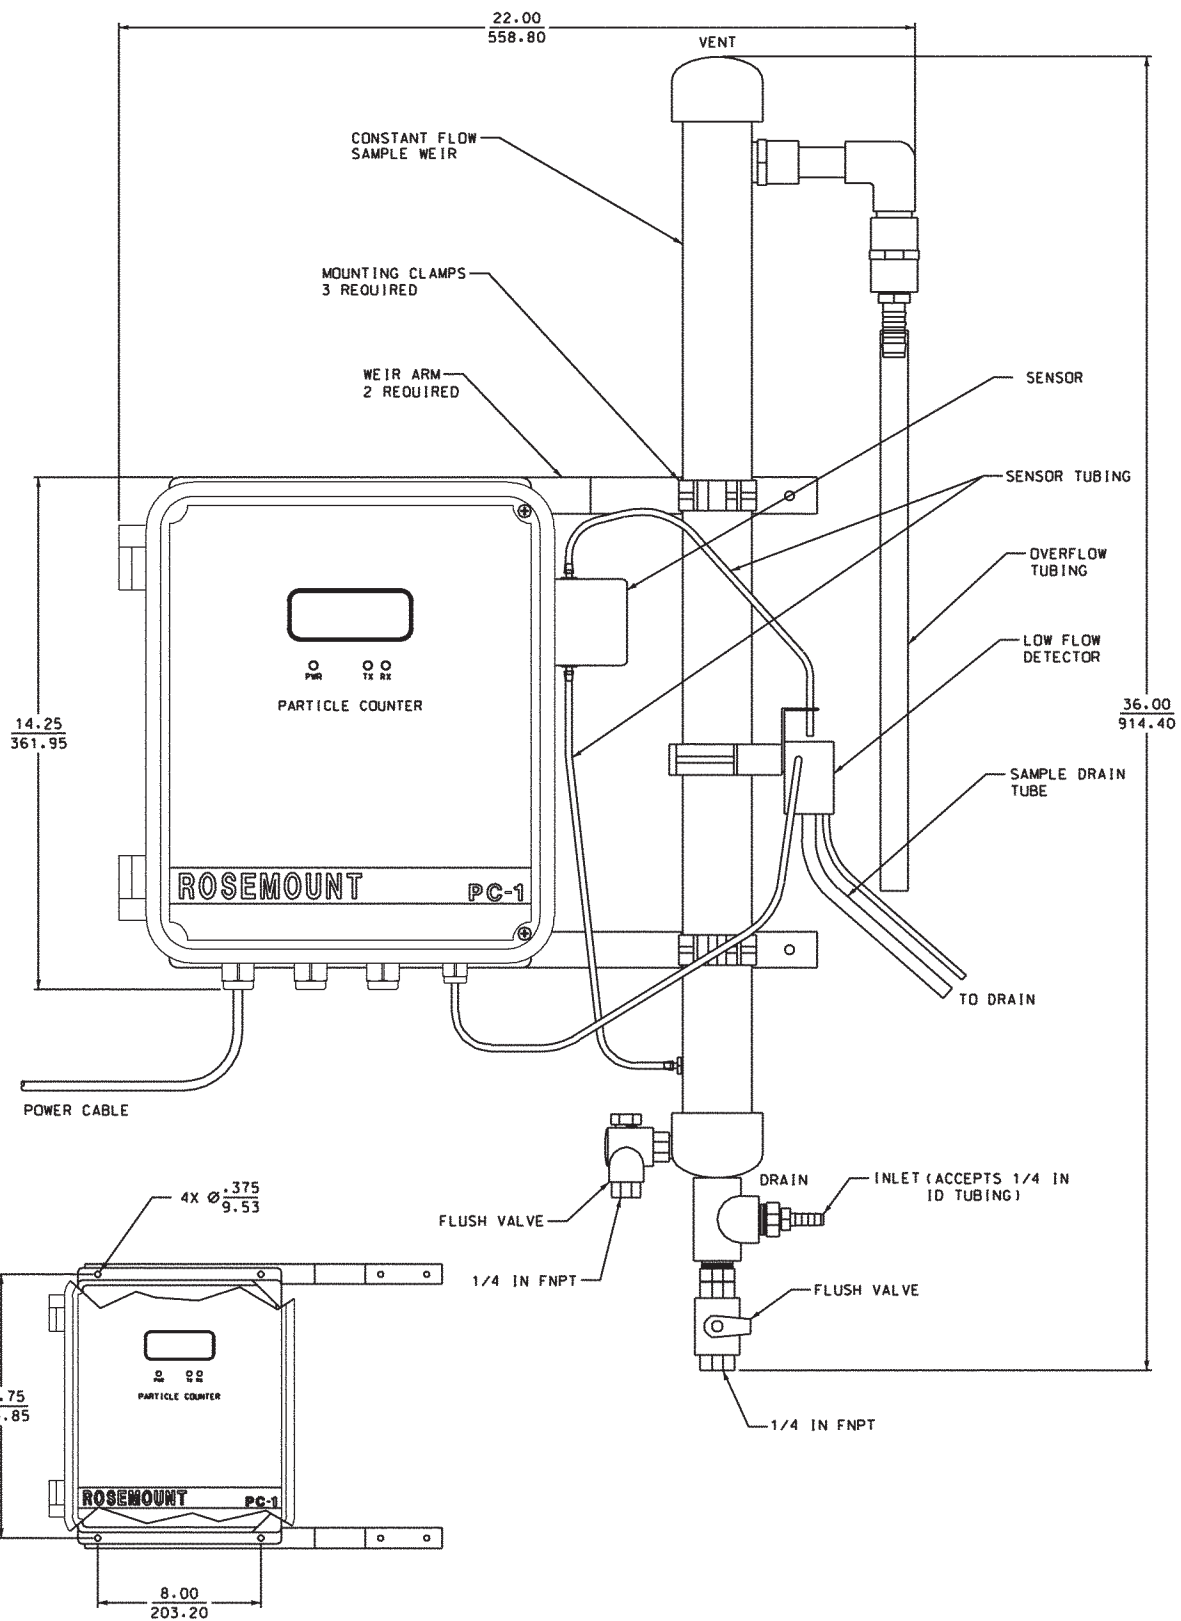 22.00
558.80
VENT
CONSTANT FLOW
SAMPLE WEIR
MOUNTING CLAMPS
3 REQUIRED
WEIR ARM
2 REQUIRED
SENSOR
SENSOR TUBING
OVERFLOW
TUBING
LOW FLOW
DETECTOR
PWR
TX RX
PARTICLE COUNTER
14.25
361.95
36.00
914.40
SAMPLE DRAIN
TUBE
ROSEMOUNT
PC-1
TO DRAIN
POWER CABLE
DRAIN
INLET (ACCEPTS 1/4 IN
ID TUBING)
4X Ø .375
9.53
FLUSH VALVE
1/4 IN FNPT
FLUSH VALVE
1/4 IN FNPT
PWR
TX RX
PARTICLE COUNTER
.75
.85
ROSEMOUNT
PC-1
8.00
203.20